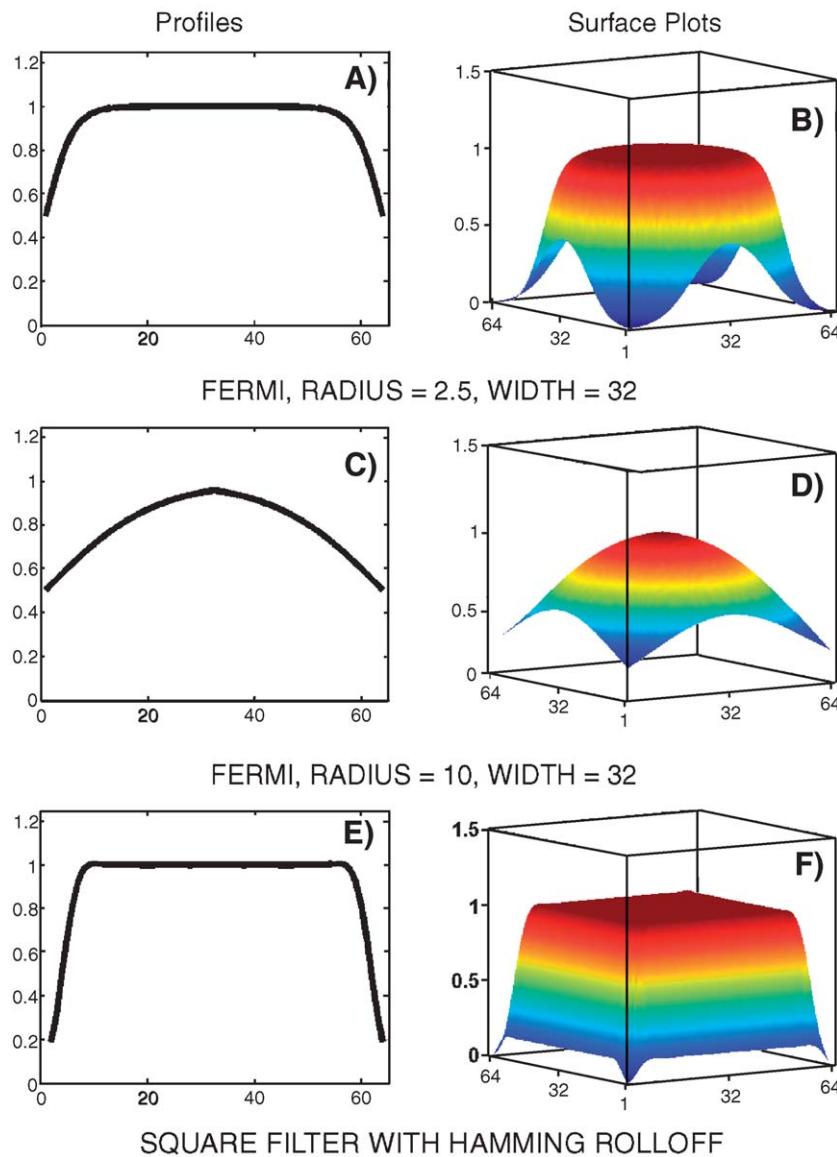 Profiles
Surface Plots
A)
1.2
1
0.8
0.6
0.4
0.2
0
0 20 40 60
B)
1.5
1
0.5
0
64 32 1 32 64
FERMI, RADIUS = 2.5, WIDTH = 32
C)
1.2
1
0.8
0.6
0.4
0.2
0
0 20 40 60
D)
1.5
1
0.5
0
64 32 1 32 64
FERMI, RADIUS = 10, WIDTH = 32
E)
1.2
1
0.8
0.6
0.4
0.2
0
0 20 40 60
F)
1.5
1
0.5
0
64 32 1 32 64
SQUARE FILTER WITH HAMMING ROLLOFF